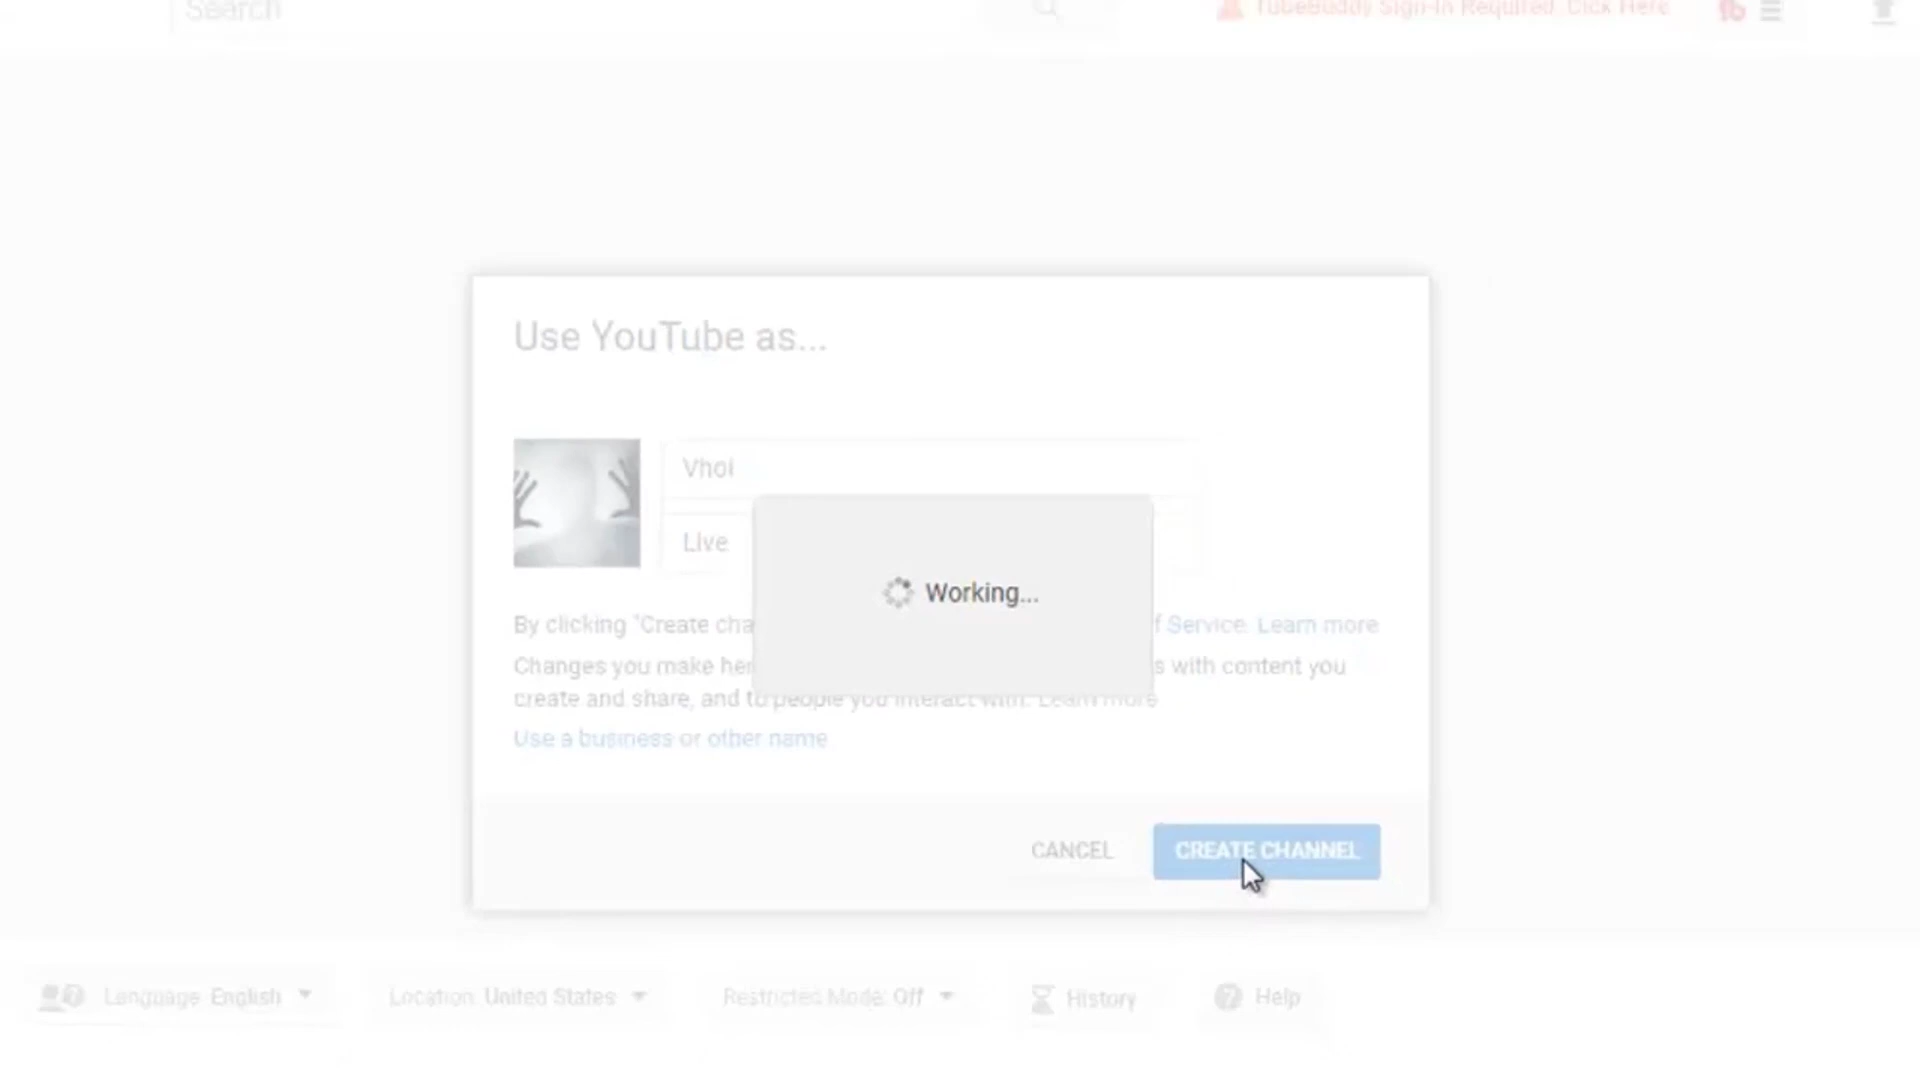 Search
TubeBuddy Sign-In Required. Click Here
Use YouTube as...
Vhoi
Live
Working...
By clicking "Create cha
f Service. Learn more
Changes you make her
s with content you
create and share, and to people you interact with. Learn more
Use a business or other name
CANCEL
CREATE CHANNEL
Language: English
Location: United States
Restricted Mode: Off
History
Help